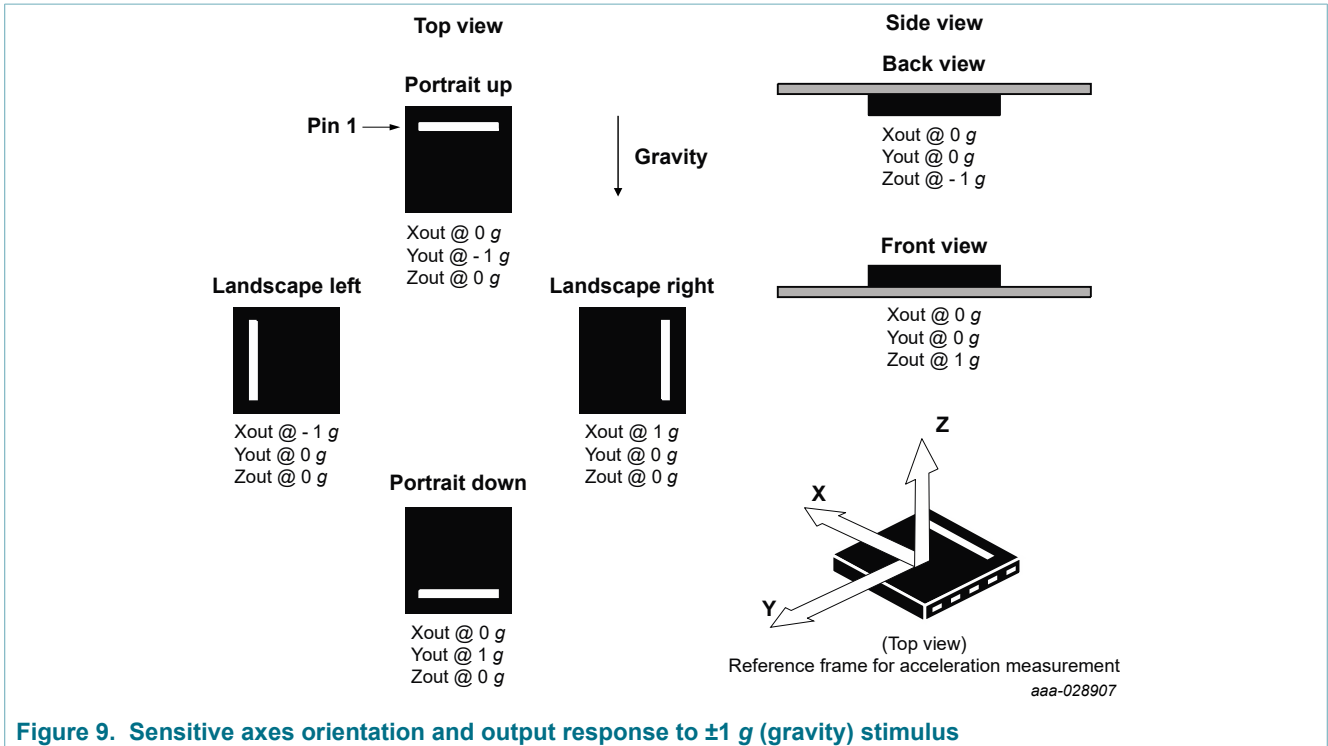 Top view
Side view
Back view
Portrait up
Pin 1
Gravity
Xout @ 0 g
Yout @ 0 g
Zout @ - 1 g
Xout @ 0 g
Yout @ - 1 g
Zout @ 0 g
Front view
Landscape left
Landscape right
Xout @ 0 g
Yout @ 0 g
Zout @ 1 g
Xout @ - 1 g
Yout @ 0 g
Zout @ 0 g
Xout @ 1 g
Yout @ 0 g
Zout @ 0 g
Portrait down
Xout @ 0 g
Yout @ 1 g
Zout @ 0 g
Z
X
Y
(Top view)
Reference frame for acceleration measurement
aaa-028907
Figure 9. Sensitive axes orientation and output response to ±1 g (gravity) stimulus